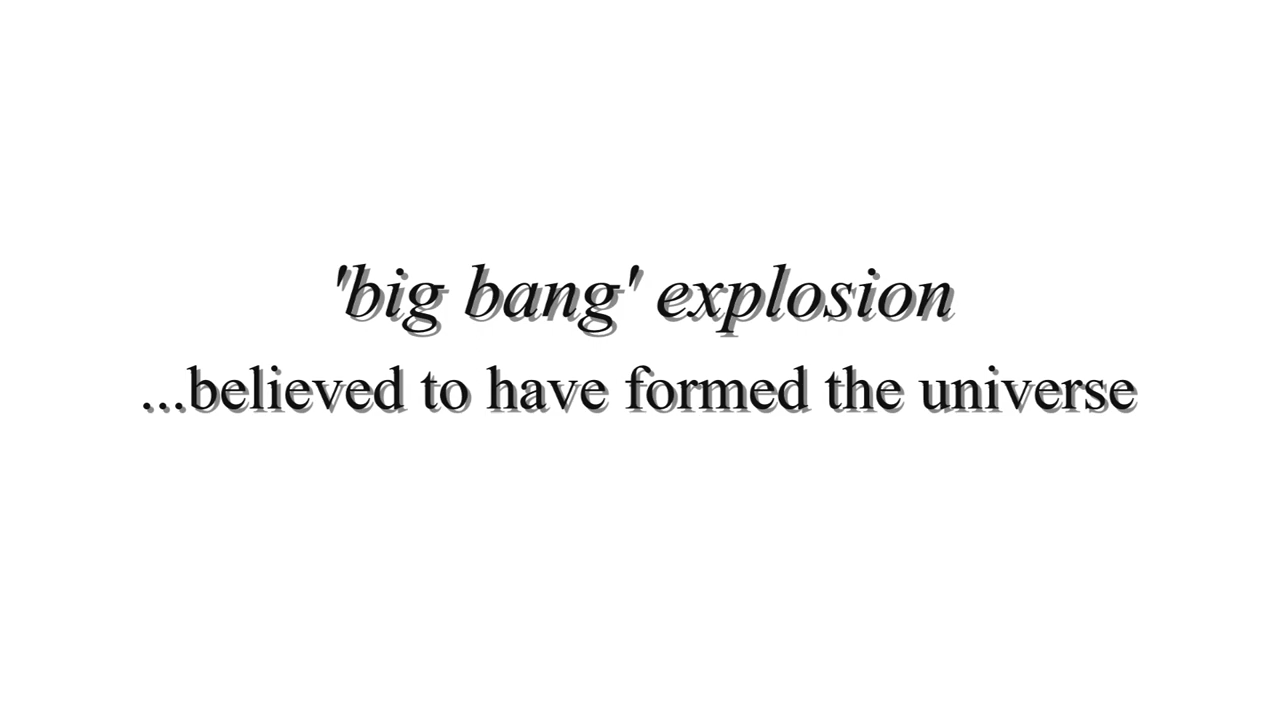 'big bang' explosion
...believed to have formed the universe